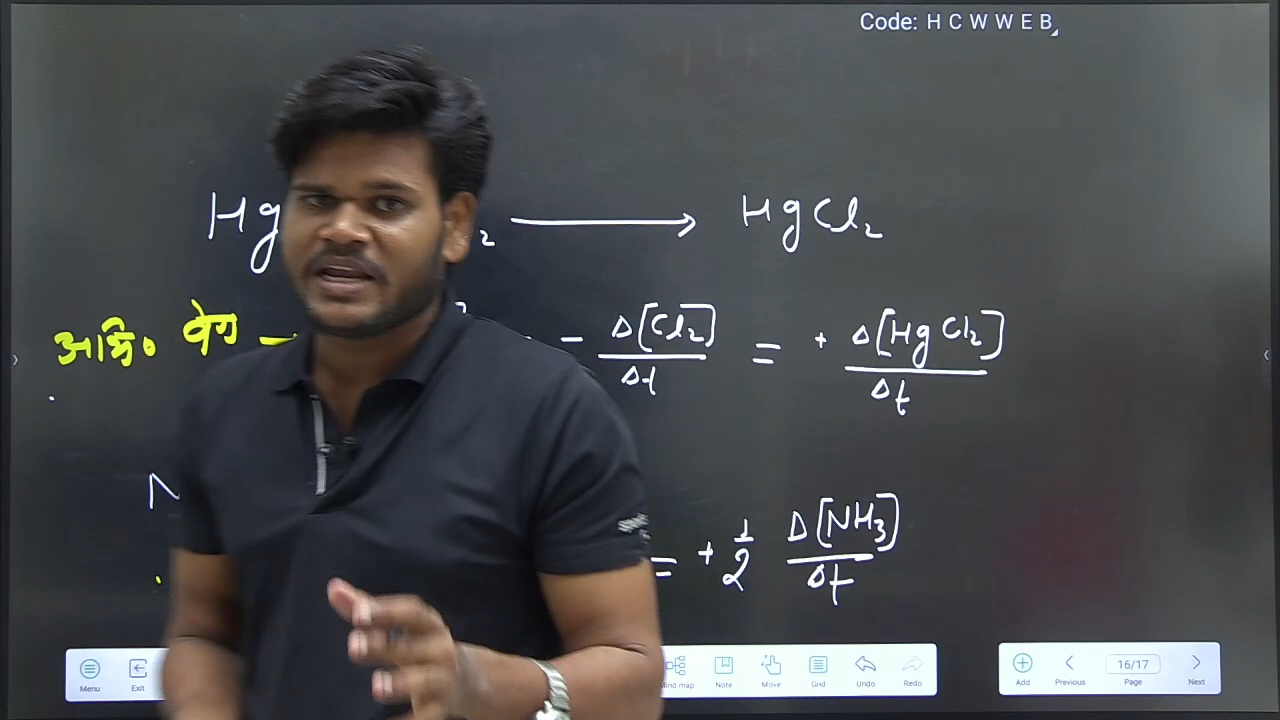 Code: H C W W E B
Hg ₂ ⟶ HgCl₂
अभि० वेग – – Δ[Cl₂]/Δt = + Δ[HgCl₂]/Δt
N = + 1/2 Δ[NH₃]/Δt
Menu Exit Mind map Note Move Grid Undo Redo Add Previous 16/17 Page Next